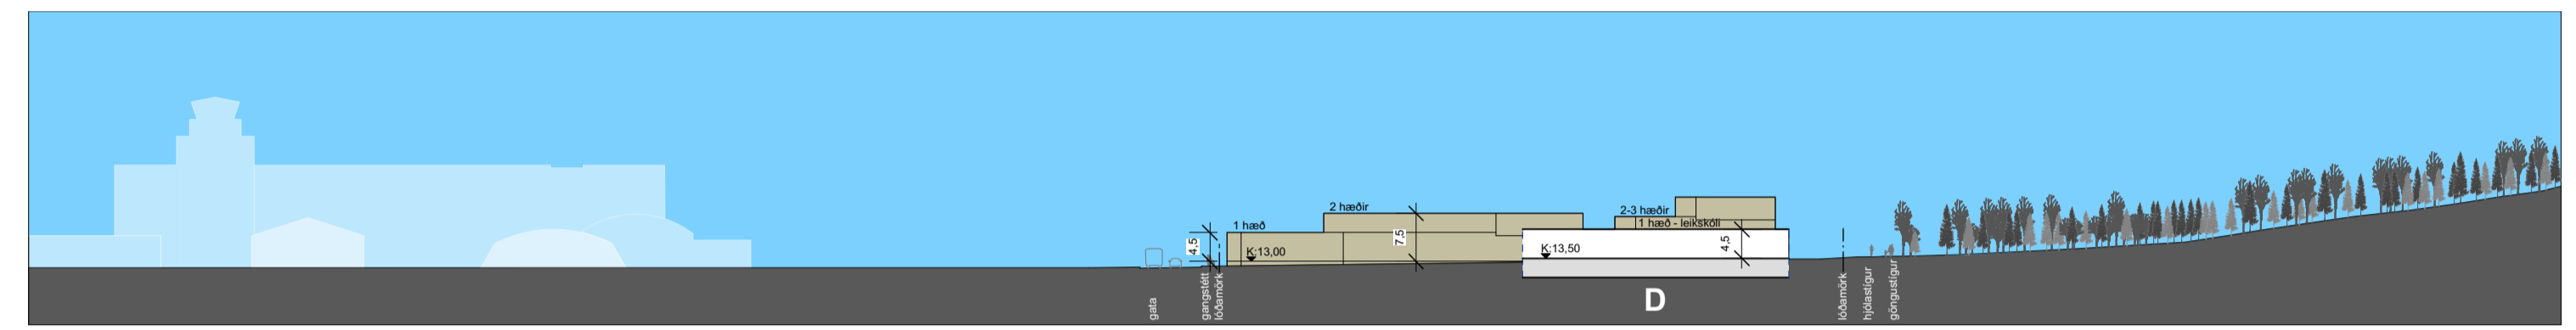 1 hæð
2 hæðir
2-3 hæðir
1 hæð - leikskóli
4,5
K:13,00
7,5
K:13,50
4,5
gata
gangstétt
lóðamörk
D
lóðamörk
hjólastígur
göngustígur